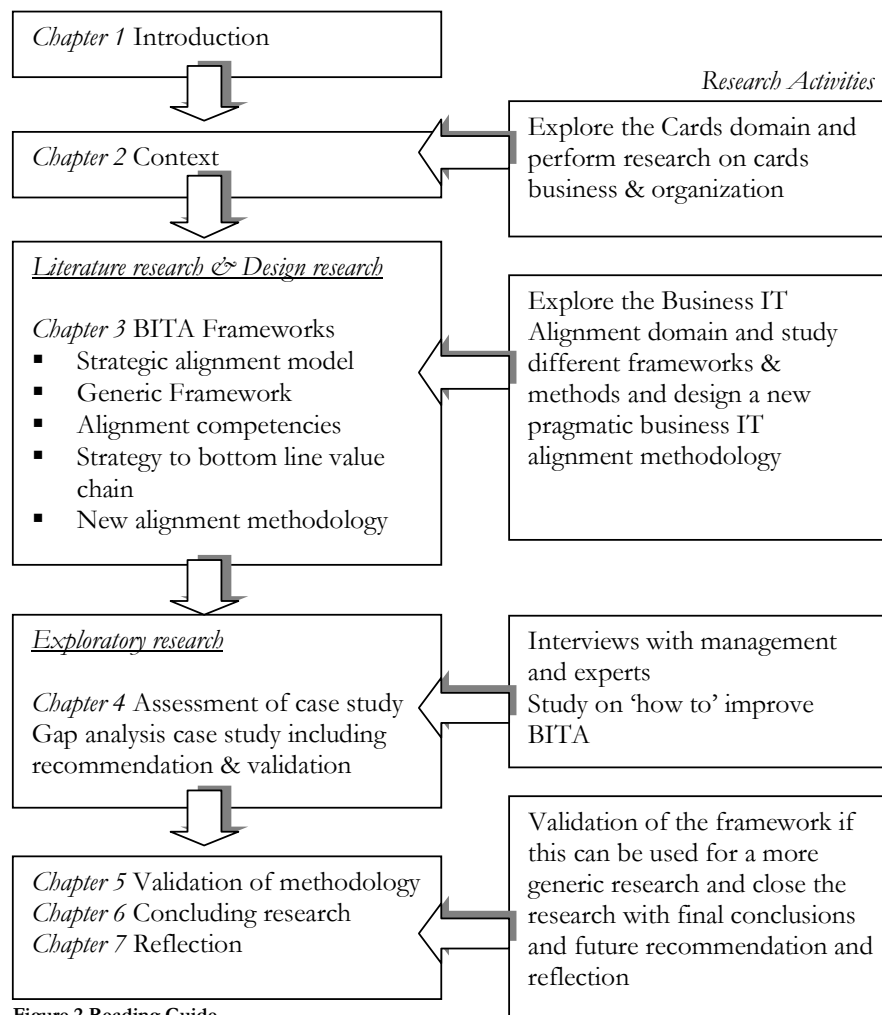 Chapter 1 Introduction
Research Activities
Chapter 2 Context
Explore the Cards domain and
perform research on cards
business & organization
Literature research & Design research
Chapter 3 BITA Frameworks
▪ Strategic alignment model
▪ Generic Framework
▪ Alignment competencies
▪ Strategy to bottom line value
chain
▪ New alignment methodology
Explore the Business IT
Alignment domain and study
different frameworks &
methods and design a new
pragmatic business IT
alignment methodology
Exploratory research
Chapter 4 Assessment of case study
Gap analysis case study including
recommendation & validation
Interviews with management
and experts
Study on ‘how to’ improve
BITA
Chapter 5 Validation of methodology
Chapter 6 Concluding research
Chapter 7 Reflection
Validation of the framework if
this can be used for a more
generic research and close the
research with final conclusions
and future recommendation and
reflection
Figure 2 Reading Guide